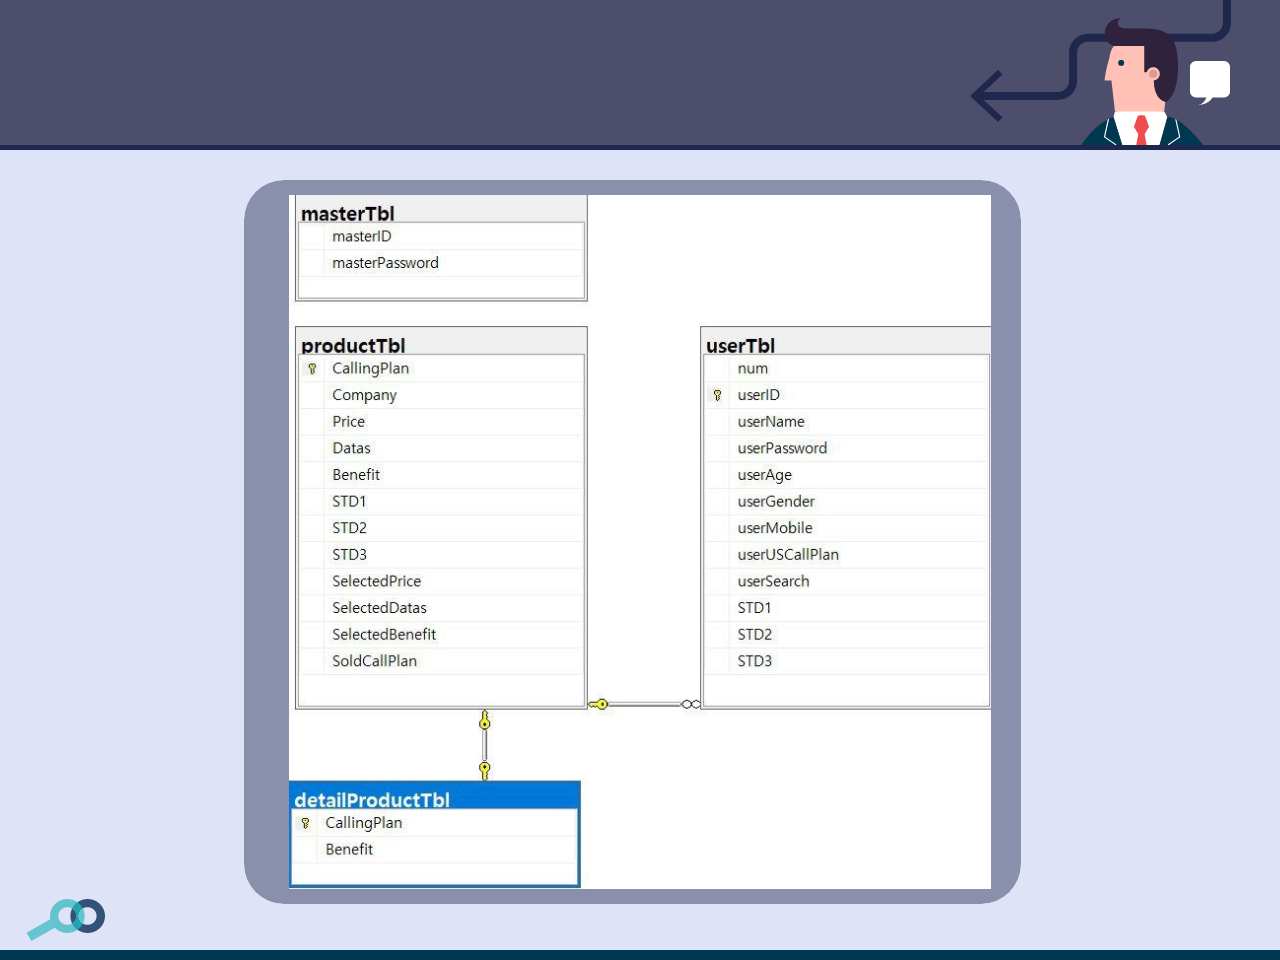 masterTbl
masterID
masterPassword
productTbl
CallingPlan
Company
Price
Datas
Benefit
STD1
STD2
STD3
SelectedPrice
SelectedDatas
SelectedBenefit
SoldCallPlan
userTbl
num
userID
userName
userPassword
userAge
userGender
userMobile
userUSCallPlan
userSearch
STD1
STD2
STD3
detailProductTbl
CallingPlan
Benefit